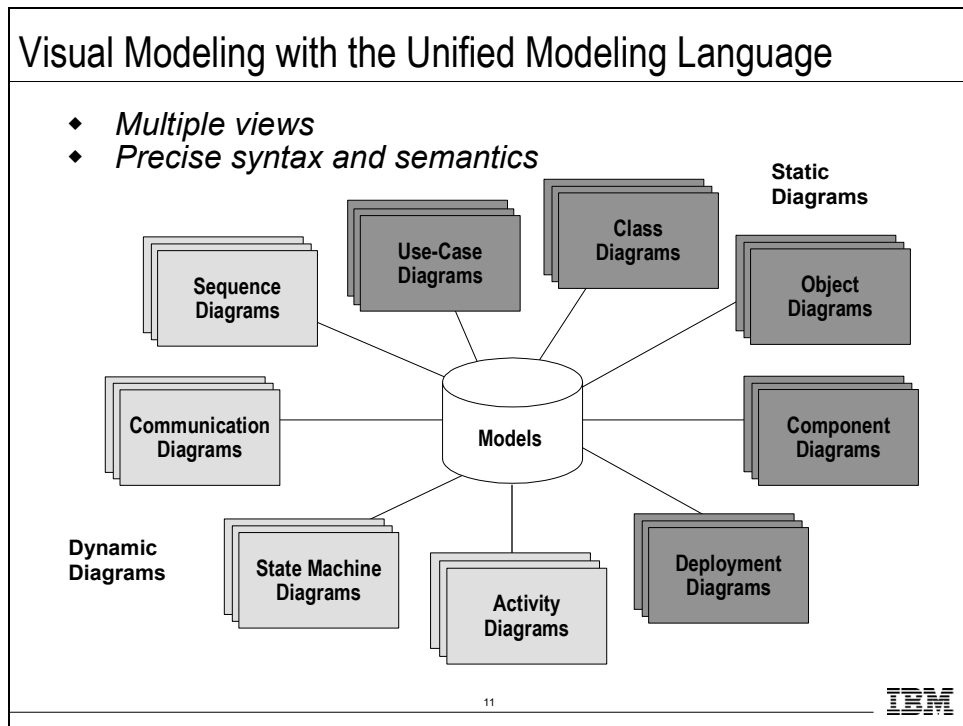 Visual Modeling with the Unified Modeling Language
Multiple views
Precise syntax and semantics
Static
Diagrams
Class
Diagrams
Use-Case
Diagrams
Object
Diagrams
Sequence
Diagrams
Communication
Diagrams
Models
Component
Diagrams
Dynamic
Diagrams
State Machine
Diagrams
Activity
Diagrams
Deployment
Diagrams
11
IBM